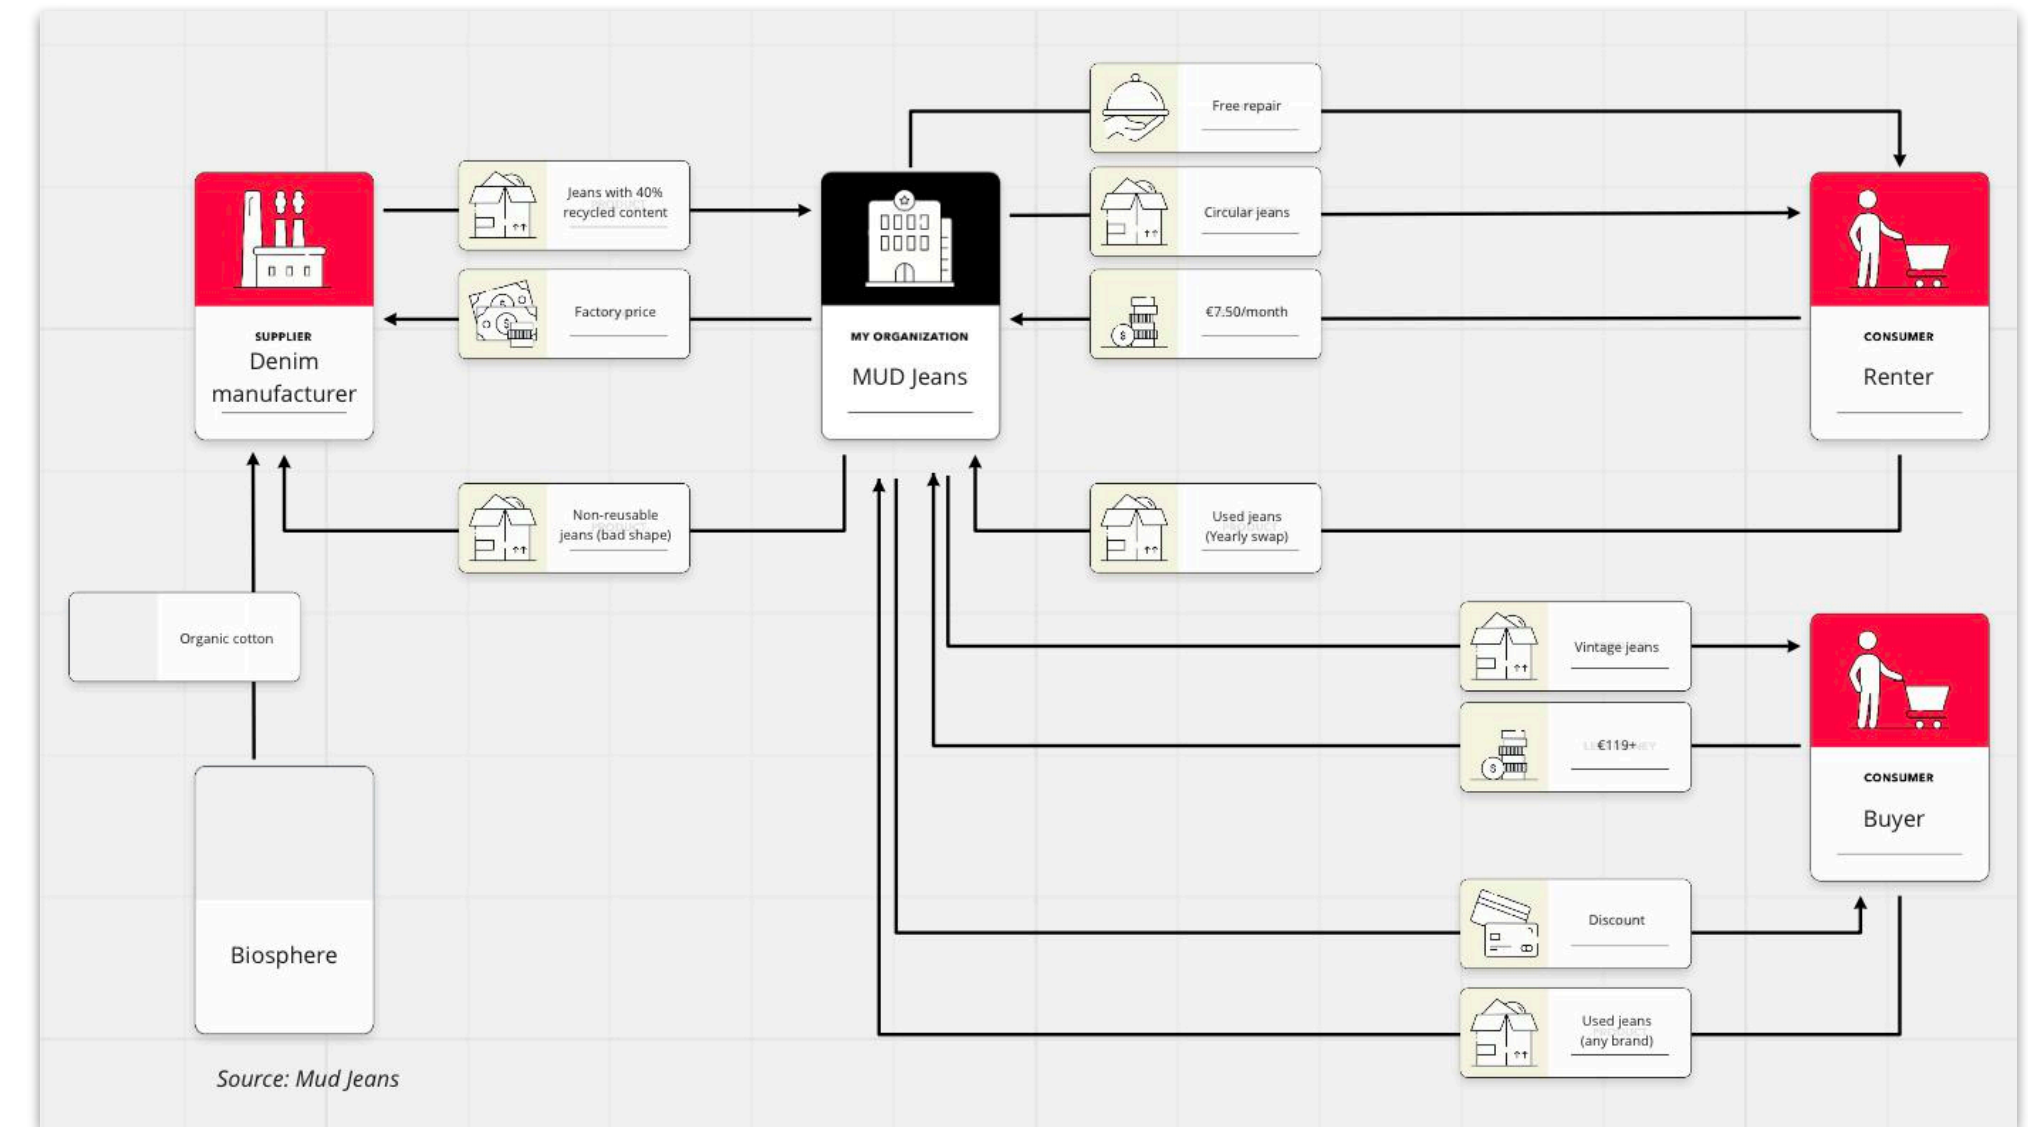 Free repair
Jeans with 40%
recycled content
Circular jeans
Factory price
€7.50/month
SUPPLIER
Denim
manufacturer
MY ORGANIZATION
MUD Jeans
CONSUMER
Renter
Non-reusable
jeans (bad shape)
Used jeans
(Yearly swap)
Organic cotton
Vintage jeans
€119+
CONSUMER
Buyer
Discount
Biosphere
Used jeans
(any brand)
Source: Mud Jeans